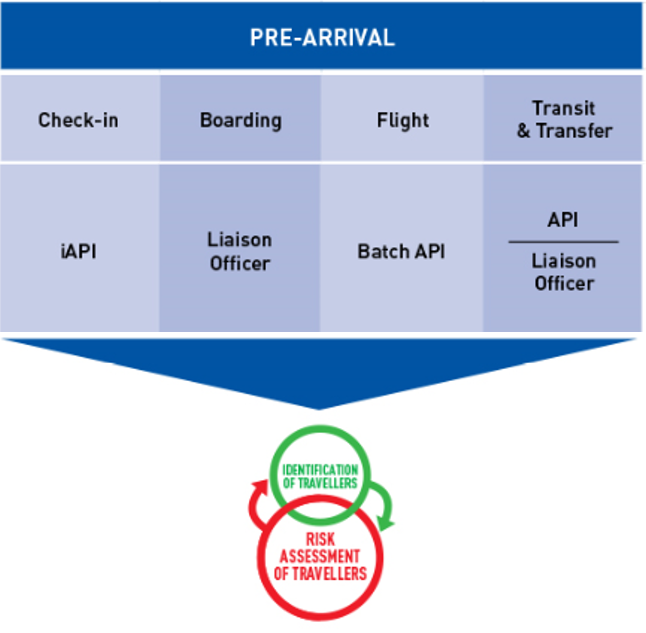 PRE-ARRIVAL
Check-in
Boarding
Flight
Transit
& Transfer
iAPI
Liaison
Officer
Batch API
API
Liaison
Officer
IDENTIFICATION
OF TRAVELLERS
RISK
ASSESSMENT
OF TRAVELLERS